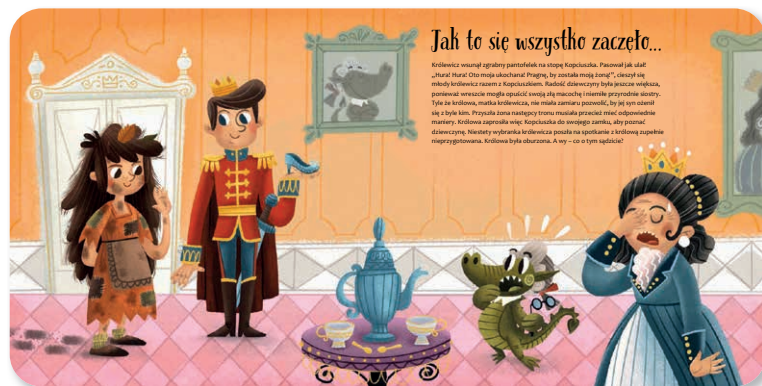 Jak to się wszystko zaczęło...
Królewicz wsunął zgrabny pantofelek na stopę Kopciuszka. Pasował jak ulał!
„Hura! Hura! Oto moja ukochana! Pragnę, by została moją żoną!”, cieszył się
młody królewicz razem z Kopciuszkiem. Radość dziewczyny była jeszcze większa,
ponieważ wreszcie mogła opuścić swoją złą macochę i niemiłe przyrodnie siostry.
Tyle że królowa, matka królewicza, nie miała zamiaru pozwolić, by jej syn ożenił
się z byle kim. Przyszła żona następcy tronu musiała przecież mieć odpowiednie
maniery. Królowa zaprosiła więc Kopciuszka do swojego zamku, aby poznać
dziewczynę. Niestety wybranka królewicza poszła na spotkanie z królową zupełnie
nieprzygotowana. Królowa była oburzona. A wy – co o tym sądzicie?